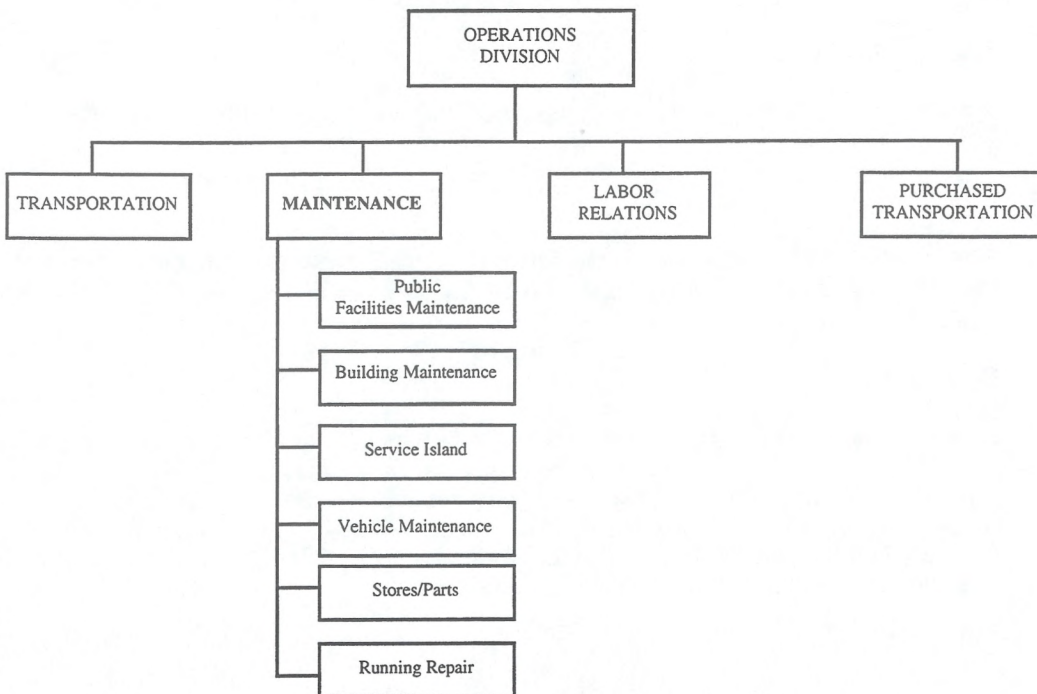 OPERATIONS
DIVISION
TRANSPORTATION
MAINTENANCE
LABOR
RELATIONS
PURCHASED
TRANSPORTATION
Public
Facilities Maintenance
Building Maintenance
Service Island
Vehicle Maintenance
Stores/Parts
Running Repair